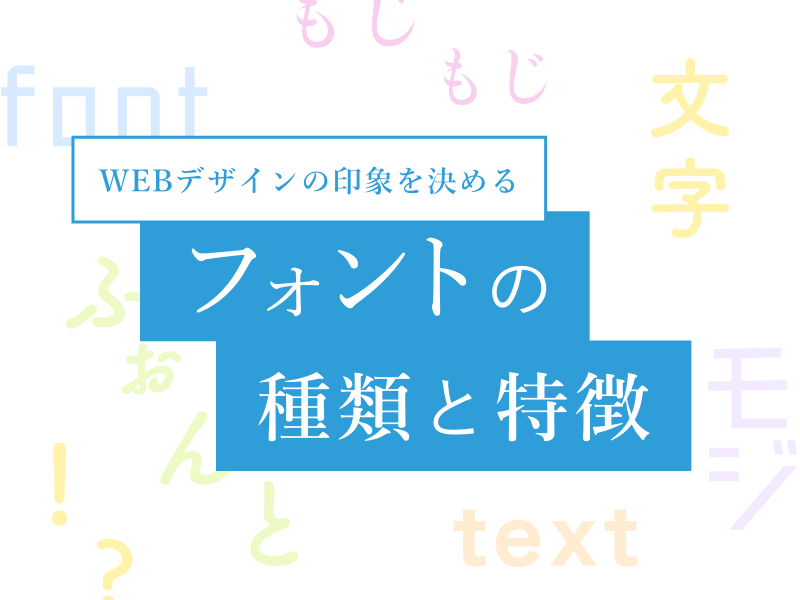 もじ
もじ
font
文字
WEBデザインの印象を決める
フォントの
種類と特徴
ふぉんと
モジ
!?
text